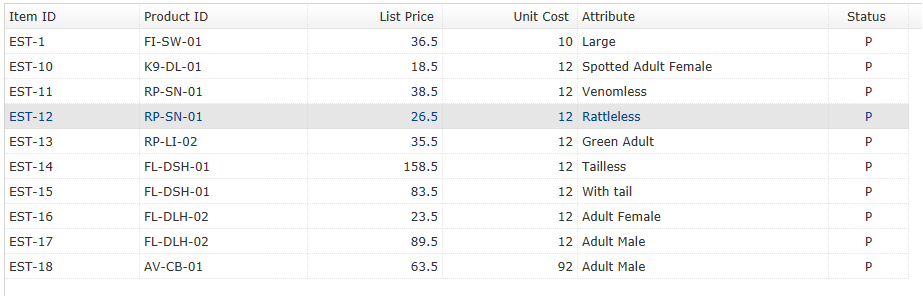 Item ID Product ID List Price Unit Cost Attribute Status
EST-1 FI-SW-01 36.5 10 Large P
EST-10 K9-DL-01 18.5 12 Spotted Adult Female P
EST-11 RP-SN-01 38.5 12 Venomless P
EST-12 RP-SN-01 26.5 12 Rattleless P
EST-13 RP-LI-02 35.5 12 Green Adult P
EST-14 FL-DSH-01 158.5 12 Tailless P
EST-15 FL-DSH-01 83.5 12 With tail P
EST-16 FL-DLH-02 23.5 12 Adult Female P
EST-17 FL-DLH-02 89.5 12 Adult Male P
EST-18 AV-CB-01 63.5 92 Adult Male P